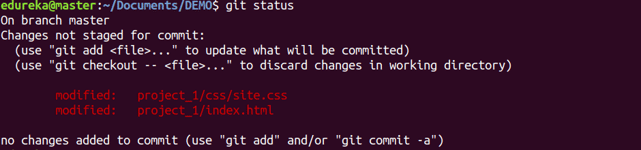 edureka@master:~/Documents/DEMO$ git status
On branch master
Changes not staged for commit:
  (use "git add <file>..." to update what will be committed)
  (use "git checkout -- <file>..." to discard changes in working directory)

        modified:   project_1/css/site.css
        modified:   project_1/index.html

no changes added to commit (use "git add" and/or "git commit -a")